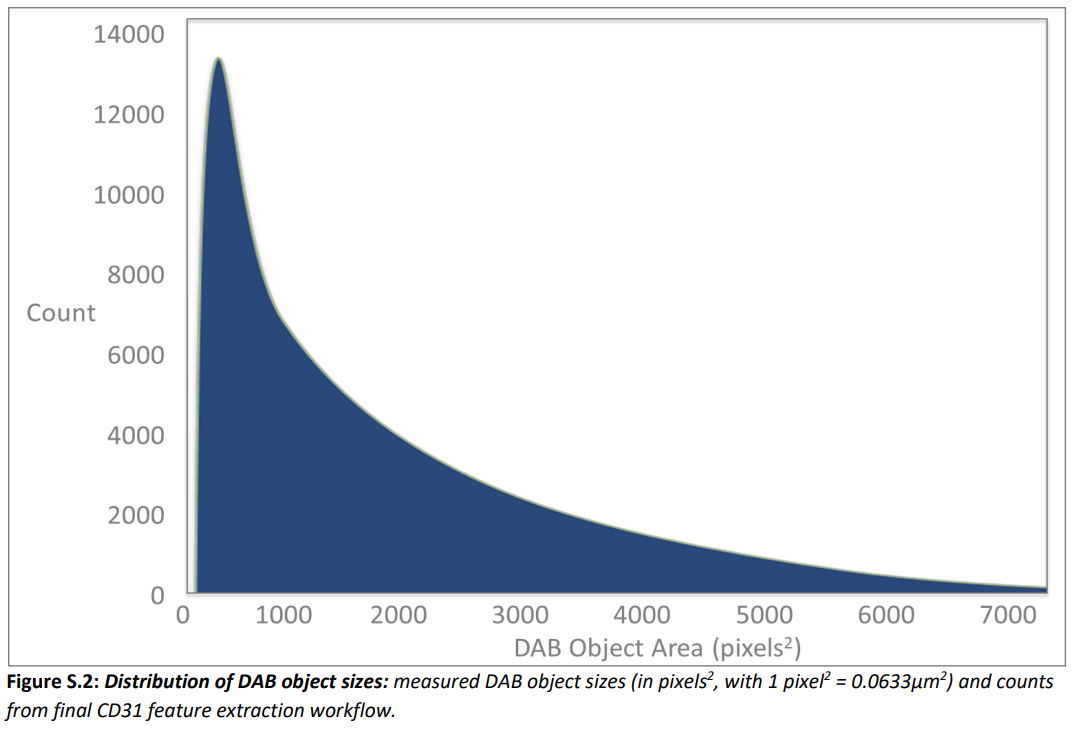 14000
12000
10000
8000
Count
6000
4000
2000
0
0 1000 2000 3000 4000 5000 6000 7000
DAB Object Area (pixels²)
Figure S.2: Distribution of DAB object sizes: measured DAB object sizes (in pixels², with 1 pixel² = 0.0633µm²) and counts
from final CD31 feature extraction workflow.